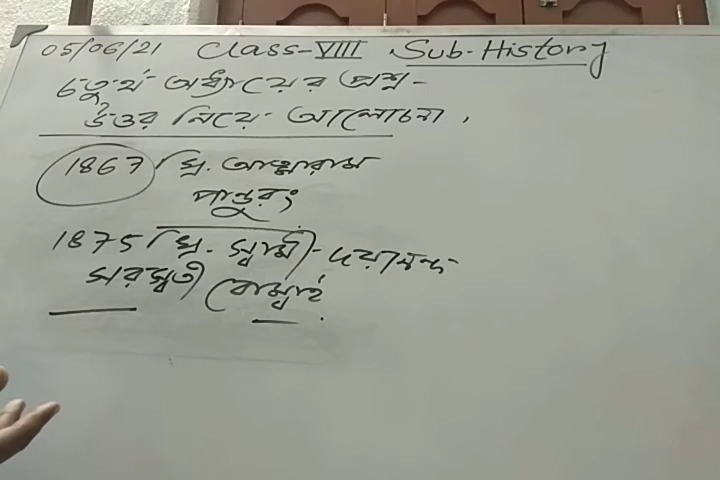 05/06/21 Class-VIII Sub-History
চতুর্থ অধ্যায়ের প্রশ্ন-
উত্তর নিয়ে আলোচনা,
1867 খ্রি. আত্মারাম
পান্ডুরং
1875 খ্রি. স্বামী-দয়ানন্দ
সরস্বতী বোম্বাই.